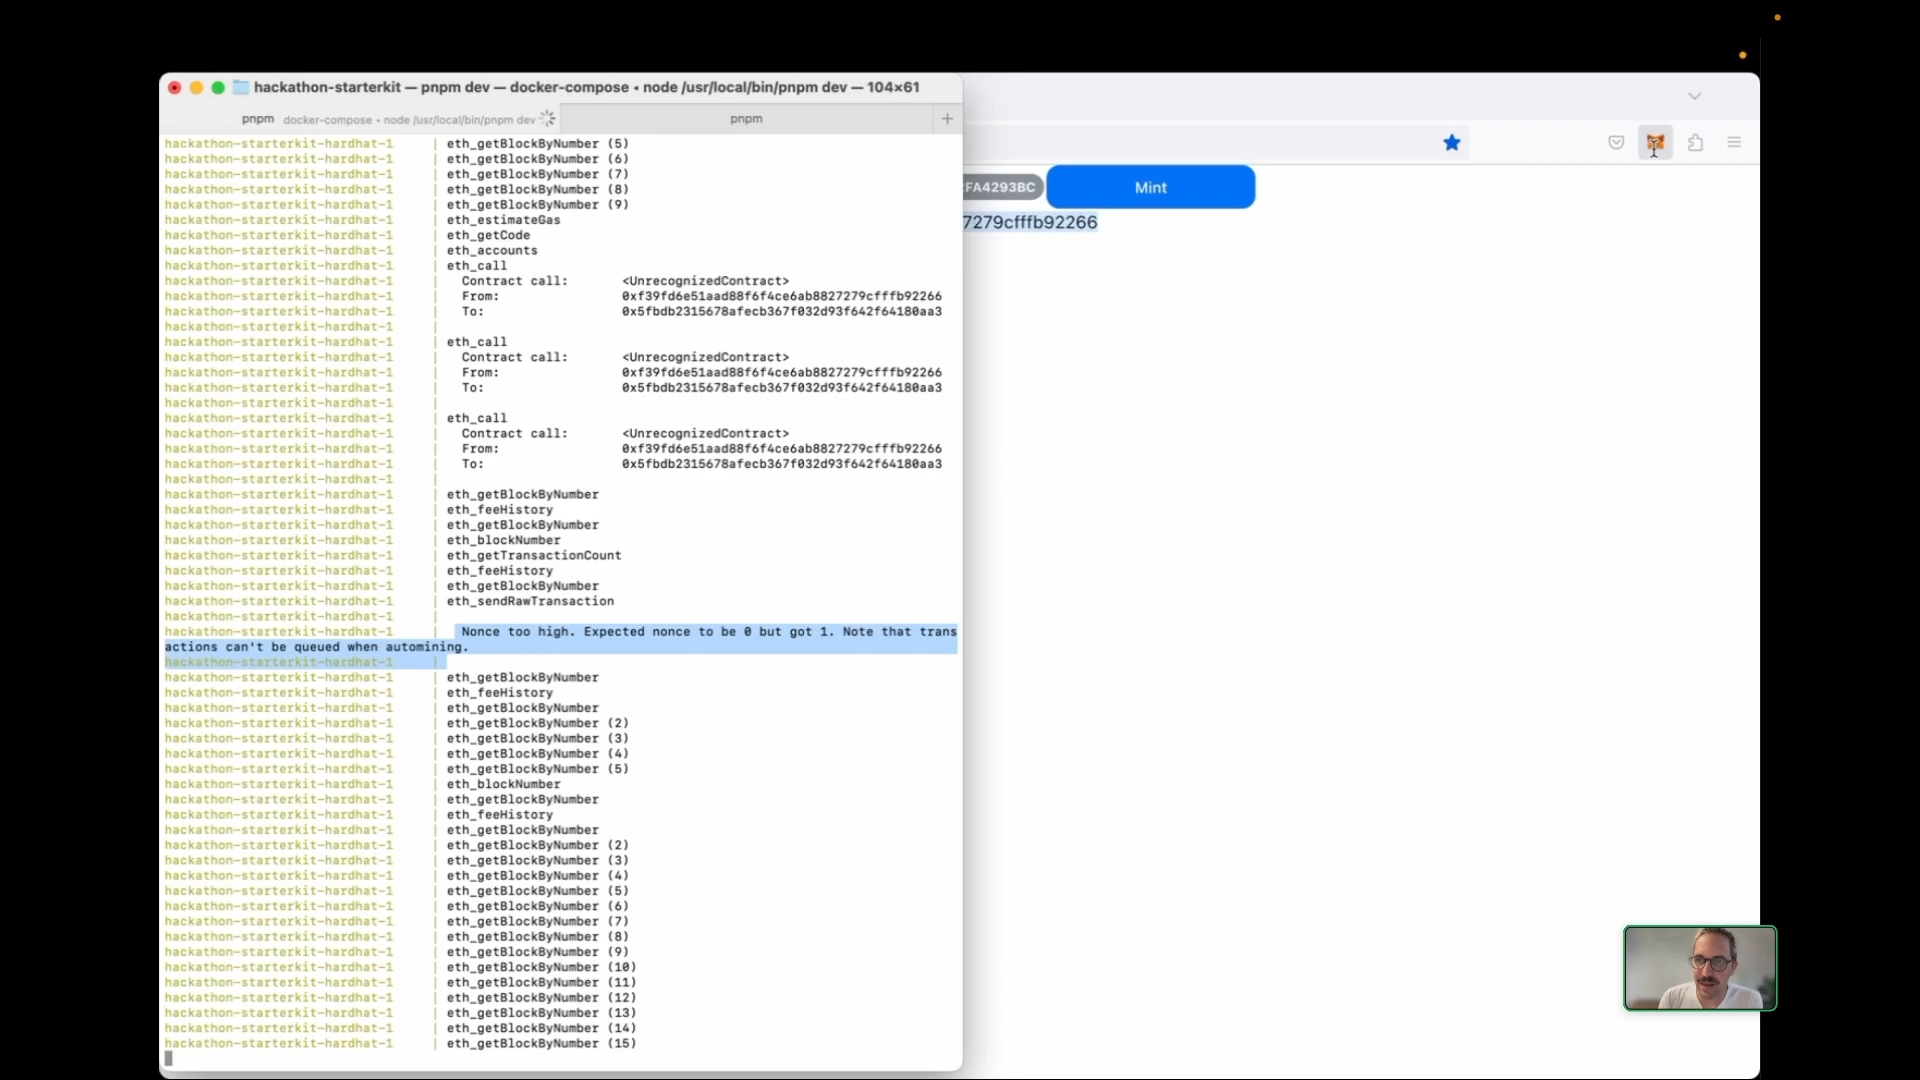 hackathon-starterkit — pnpm dev — docker-compose ◂ node /usr/local/bin/pnpm dev — 104×61
pnpm docker-compose ◂ node /usr/local/bin/pnpm dev
pnpm
+
hackathon-starterkit-hardhat-1 | eth_getBlockByNumber (5)
hackathon-starterkit-hardhat-1 | eth_getBlockByNumber (6)
hackathon-starterkit-hardhat-1 | eth_getBlockByNumber (7)
hackathon-starterkit-hardhat-1 | eth_getBlockByNumber (8)
hackathon-starterkit-hardhat-1 | eth_getBlockByNumber (9)
hackathon-starterkit-hardhat-1 | eth_estimateGas
hackathon-starterkit-hardhat-1 | eth_getCode
hackathon-starterkit-hardhat-1 | eth_accounts
hackathon-starterkit-hardhat-1 | eth_call
hackathon-starterkit-hardhat-1 | Contract call: <UnrecognizedContract>
hackathon-starterkit-hardhat-1 | From: 0xf39fd6e51aad88f6f4ce6ab8827279cfffb92266
hackathon-starterkit-hardhat-1 | To: 0x5fbdb2315678afecb367f032d93f642f64180aa3
hackathon-starterkit-hardhat-1 |
hackathon-starterkit-hardhat-1 | eth_call
hackathon-starterkit-hardhat-1 | Contract call: <UnrecognizedContract>
hackathon-starterkit-hardhat-1 | From: 0xf39fd6e51aad88f6f4ce6ab8827279cfffb92266
hackathon-starterkit-hardhat-1 | To: 0x5fbdb2315678afecb367f032d93f642f64180aa3
hackathon-starterkit-hardhat-1 |
hackathon-starterkit-hardhat-1 | eth_call
hackathon-starterkit-hardhat-1 | Contract call: <UnrecognizedContract>
hackathon-starterkit-hardhat-1 | From: 0xf39fd6e51aad88f6f4ce6ab8827279cfffb92266
hackathon-starterkit-hardhat-1 | To: 0x5fbdb2315678afecb367f032d93f642f64180aa3
hackathon-starterkit-hardhat-1 |
hackathon-starterkit-hardhat-1 | eth_getBlockByNumber
hackathon-starterkit-hardhat-1 | eth_feeHistory
hackathon-starterkit-hardhat-1 | eth_getBlockByNumber
hackathon-starterkit-hardhat-1 | eth_blockNumber
hackathon-starterkit-hardhat-1 | eth_getTransactionCount
hackathon-starterkit-hardhat-1 | eth_feeHistory
hackathon-starterkit-hardhat-1 | eth_getBlockByNumber
hackathon-starterkit-hardhat-1 | eth_sendRawTransaction
hackathon-starterkit-hardhat-1 |
hackathon-starterkit-hardhat-1 | Nonce too high. Expected nonce to be 0 but got 1. Note that trans
actions can't be queued when automining.
hackathon-starterkit-hardhat-1 |
hackathon-starterkit-hardhat-1 | eth_getBlockByNumber
hackathon-starterkit-hardhat-1 | eth_feeHistory
hackathon-starterkit-hardhat-1 | eth_getBlockByNumber
hackathon-starterkit-hardhat-1 | eth_getBlockByNumber (2)
hackathon-starterkit-hardhat-1 | eth_getBlockByNumber (3)
hackathon-starterkit-hardhat-1 | eth_getBlockByNumber (4)
hackathon-starterkit-hardhat-1 | eth_getBlockByNumber (5)
hackathon-starterkit-hardhat-1 | eth_blockNumber
hackathon-starterkit-hardhat-1 | eth_getBlockByNumber
hackathon-starterkit-hardhat-1 | eth_feeHistory
hackathon-starterkit-hardhat-1 | eth_getBlockByNumber
hackathon-starterkit-hardhat-1 | eth_getBlockByNumber (2)
hackathon-starterkit-hardhat-1 | eth_getBlockByNumber (3)
hackathon-starterkit-hardhat-1 | eth_getBlockByNumber (4)
hackathon-starterkit-hardhat-1 | eth_getBlockByNumber (5)
hackathon-starterkit-hardhat-1 | eth_getBlockByNumber (6)
hackathon-starterkit-hardhat-1 | eth_getBlockByNumber (7)
hackathon-starterkit-hardhat-1 | eth_getBlockByNumber (8)
hackathon-starterkit-hardhat-1 | eth_getBlockByNumber (9)
hackathon-starterkit-hardhat-1 | eth_getBlockByNumber (10)
hackathon-starterkit-hardhat-1 | eth_getBlockByNumber (11)
hackathon-starterkit-hardhat-1 | eth_getBlockByNumber (12)
hackathon-starterkit-hardhat-1 | eth_getBlockByNumber (13)
hackathon-starterkit-hardhat-1 | eth_getBlockByNumber (14)
hackathon-starterkit-hardhat-1 | eth_getBlockByNumber (15)
FA4293BC
Mint
7279cfffb92266